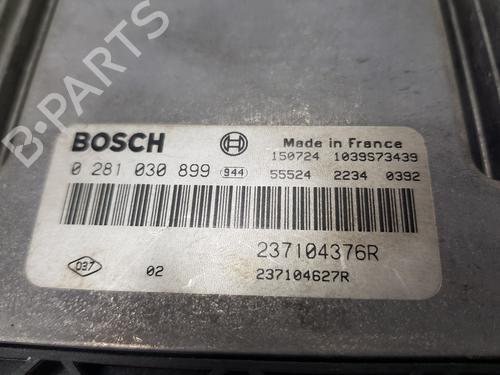 B-PARTS
BOSCH
Made in France
150724 1039S73439
0 281 030 899 944 55524 2234 0392
237104376R
037 02 237104627R